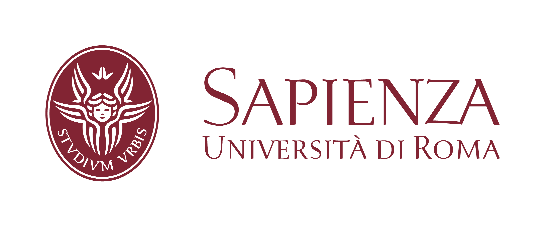 STVDIVM VRBIS
SAPIENZA
UNIVERSITÀ DI ROMA